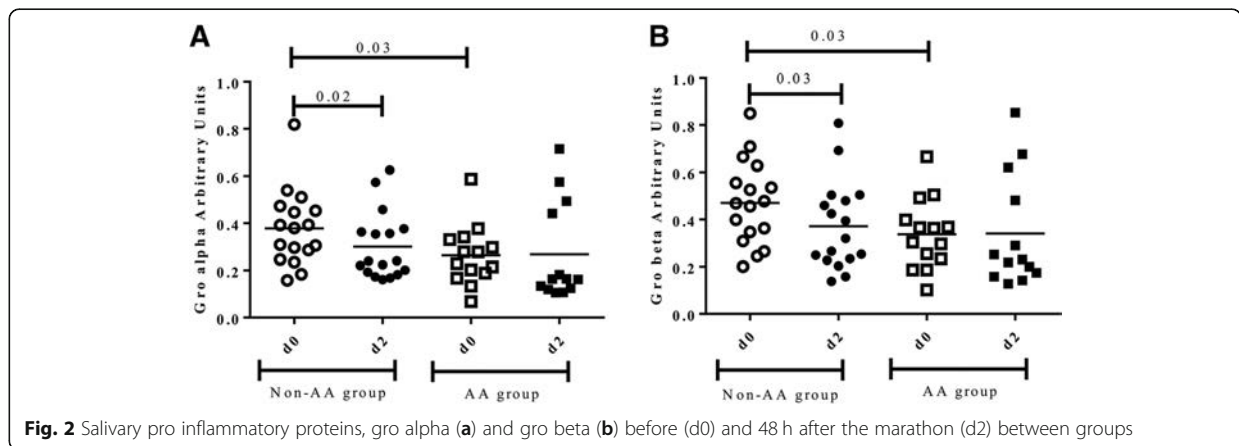 A
0.03
0.02
Gro alpha Arbitrary Units
1.0
0.8
0.6
0.4
0.2
0.0
d0
d2
d0
d2
Non-AA group
AA group
B
0.03
0.03
Gro beta Arbitrary Units
1.0
0.8
0.6
0.4
0.2
0.0
d0
d2
d0
d2
Non-AA group
AA group
Fig. 2 Salivary pro inflammatory proteins, gro alpha (a) and gro beta (b) before (d0) and 48 h after the marathon (d2) between groups